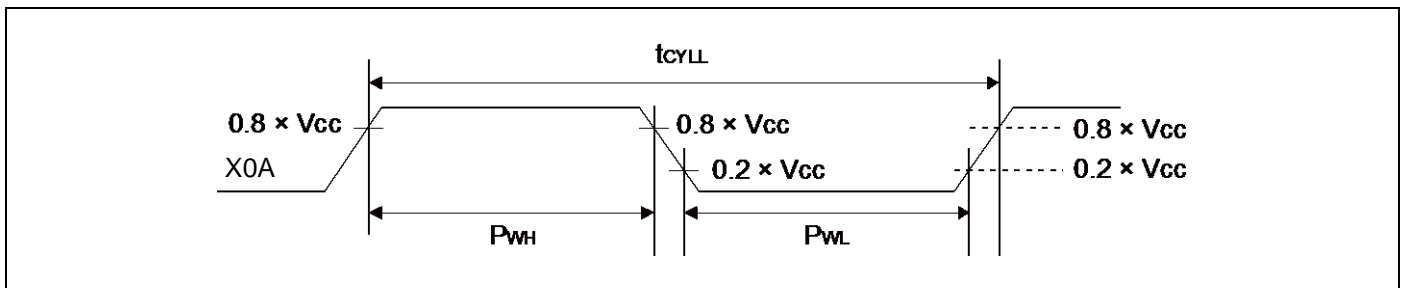 tCYLL
0.8 × Vcc
0.8 × Vcc
0.8 × Vcc
X0A
0.2 × Vcc
0.2 × Vcc
PWH
PWL